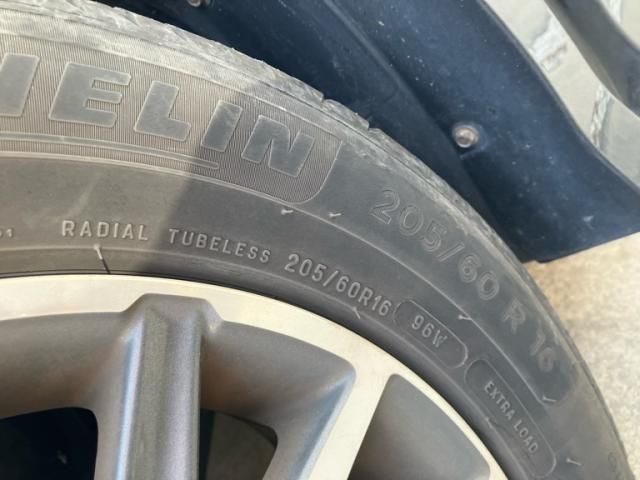 HELIN
205/60 R 16
RADIAL TUBELESS 205/60R16 96W
EXTRA LOAD